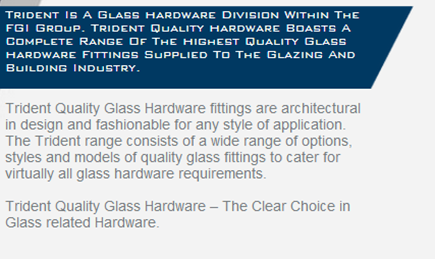 Trident Is A Glass Hardware Division Within The
FGI Group. Trident Quality Hardware Boasts A
Complete Range Of The Highest Quality Glass
Hardware Fittings Supplied To The Glazing And
Building Industry.
Trident Quality Glass Hardware fittings are architectural
in design and fashionable for any style of application.
The Trident range consists of a wide range of options,
styles and models of quality glass fittings to cater for
virtually all glass hardware requirements.
Trident Quality Glass Hardware – The Clear Choice in
Glass related Hardware.